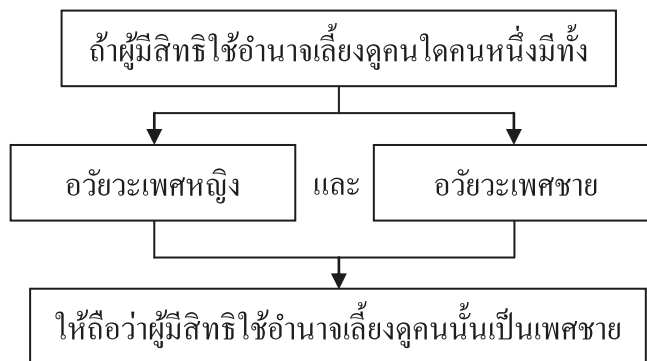 ถ้าผู้มีสิทธิใช้อำนาจเลี้ยงดูคนใดคนหนึ่งมีทั้ง
อวัยวะเพศหญิง และ อวัยวะเพศชาย
ให้ถือว่าผู้มีสิทธิใช้อำนาจเลี้ยงดูคนนั้นเป็นเพศชาย